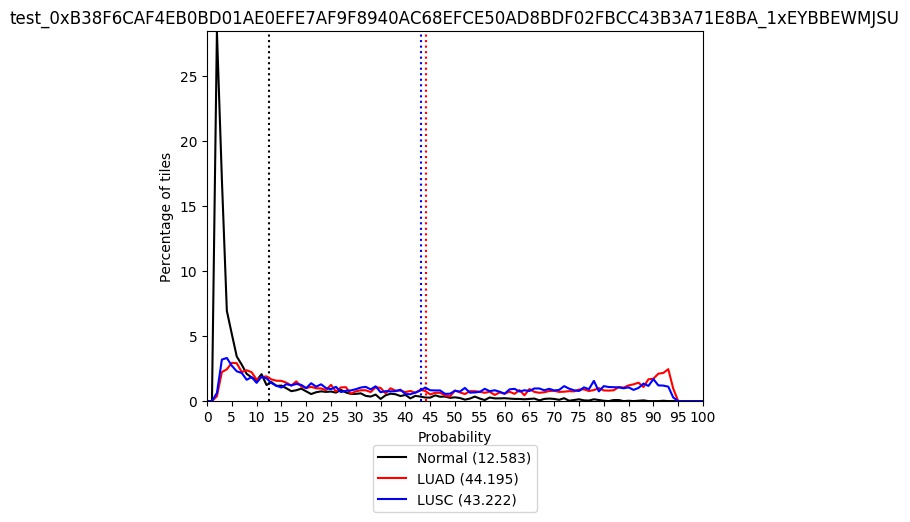 test_0xB38F6CAF4EB0BD01AE0EFE7AF9F8940AC68EFCE50AD8BDF02FBCC43B3A71E8BA_1xEYBBEWMJSU
25
20
15
10
5
0
Percentage of tiles
0 5 10 15 20 25 30 35 40 45 50 55 60 65 70 75 80 85 90 95 100
Probability
Normal (12.583)
LUAD (44.195)
LUSC (43.222)